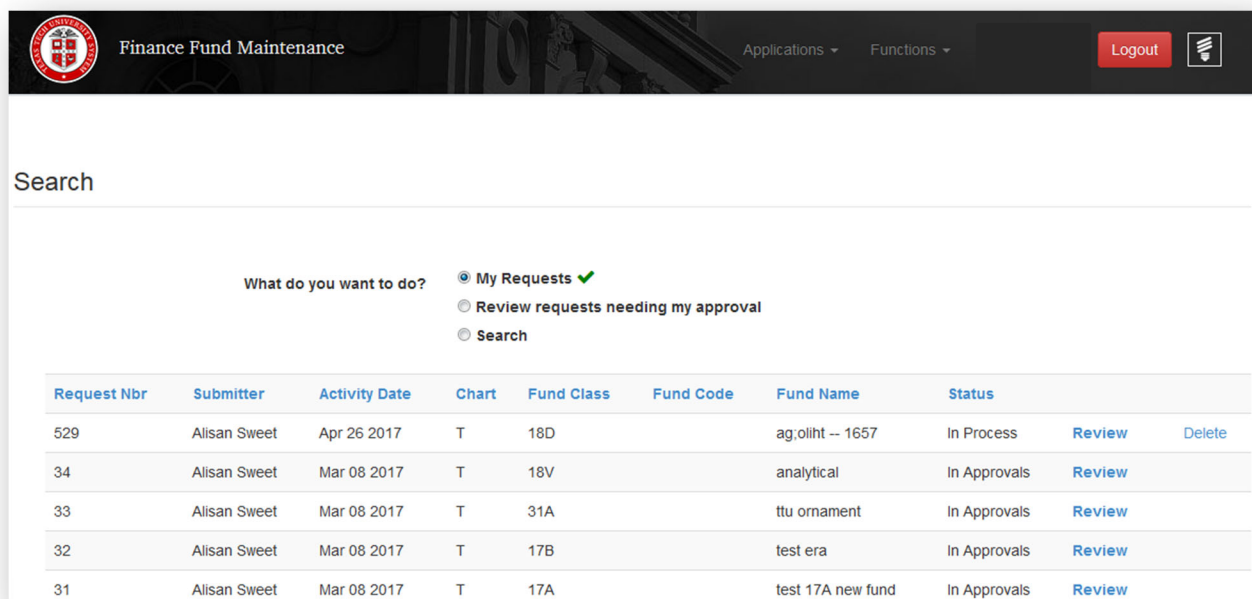 TEXAS TECH UNIVERSITY SYSTEM
Finance Fund Maintenance
Applications
Functions
Logout
Search
What do you want to do?
My Requests
Review requests needing my approval
Search
Request Nbr Submitter Activity Date Chart Fund Class Fund Code Fund Name Status
529 Alisan Sweet Apr 26 2017 T 18D ag;oliht -- 1657 In Process Review Delete
34 Alisan Sweet Mar 08 2017 T 18V analytical In Approvals Review
33 Alisan Sweet Mar 08 2017 T 31A ttu ornament In Approvals Review
32 Alisan Sweet Mar 08 2017 T 17B test era In Approvals Review
31 Alisan Sweet Mar 08 2017 T 17A test 17A new fund In Approvals Review